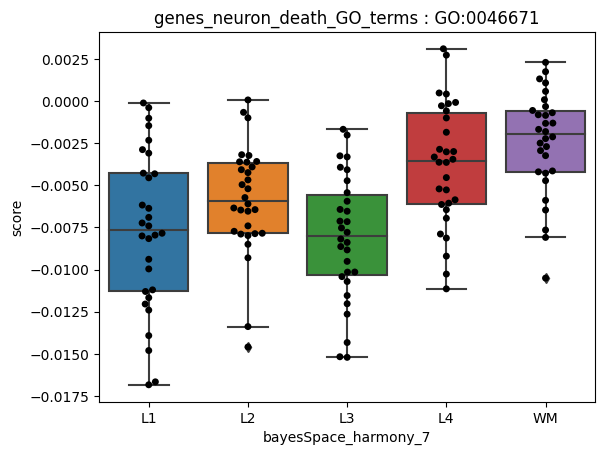 genes_neuron_death_GO_terms : GO:0046671
0.0025
0.0000
−0.0025
−0.0050
−0.0075
−0.0100
−0.0125
−0.0150
−0.0175
score
L1 L2 L3 L4 WM
bayesSpace_harmony_7